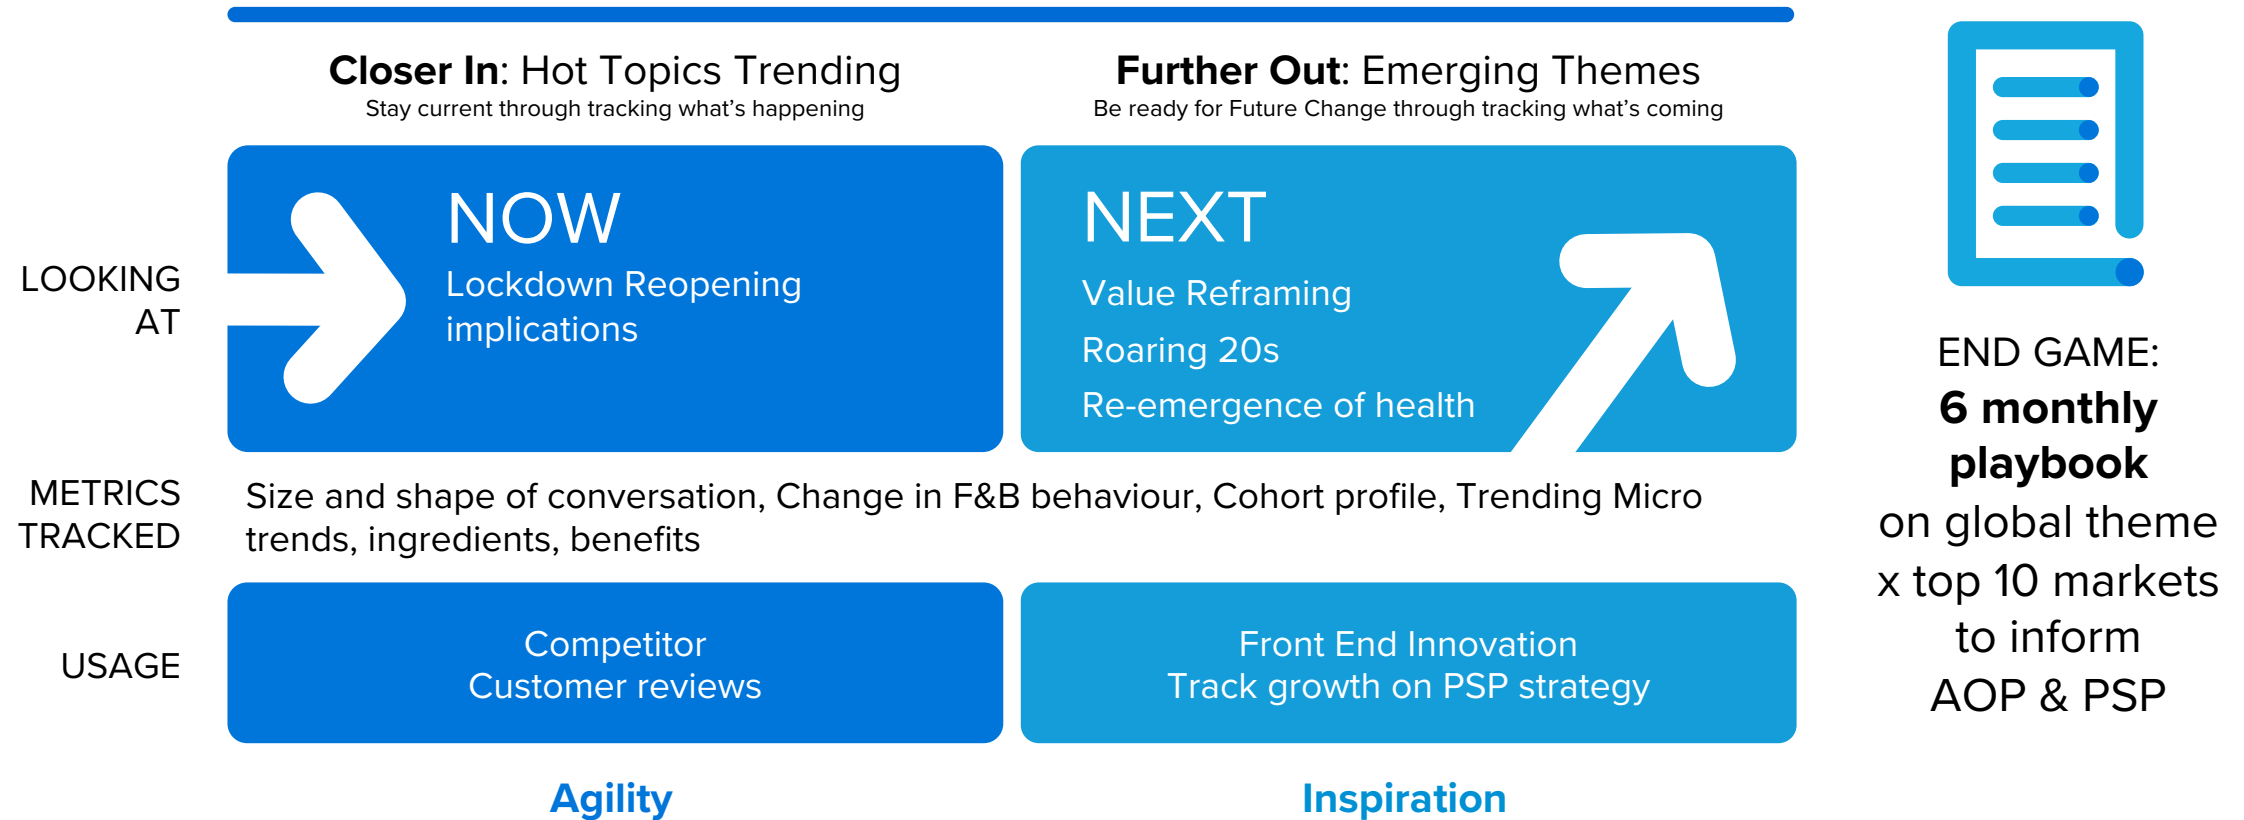 Closer In: Hot Topics Trending
Stay current through tracking what's happening
Further Out: Emerging Themes
Be ready for Future Change through tracking what's coming
LOOKING
AT
NOW
Lockdown Reopening
implications
NEXT
Value Reframing
Roaring 20s
Re-emergence of health
METRICS
TRACKED
Size and shape of conversation, Change in F&B behaviour, Cohort profile, Trending Micro
trends, ingredients, benefits
USAGE
Competitor
Customer reviews
Front End Innovation
Track growth on PSP strategy
Agility
Inspiration
END GAME:
6 monthly
playbook
on global theme
x top 10 markets
to inform
AOP & PSP